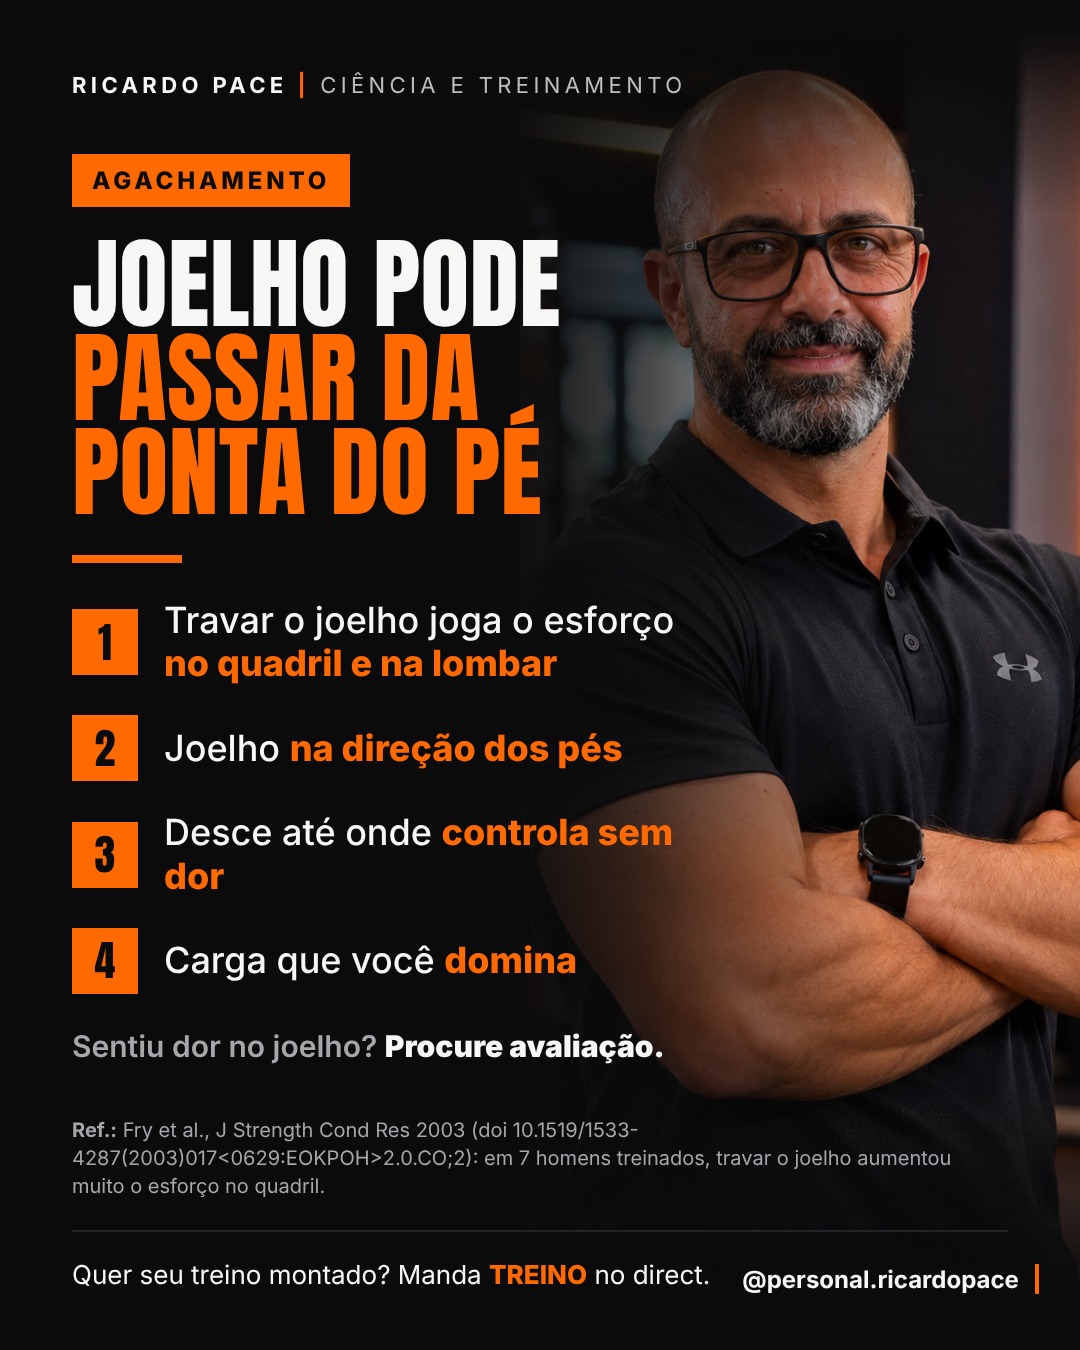 RICARDO PACE | CIÊNCIA E TREINAMENTO
AGACHAMENTO
JOELHO PODE
PASSAR DA
PONTA DO PÉ
1 Travar o joelho joga o esforço
no quadril e na lombar
2 Joelho na direção dos pés
3 Desce até onde controla sem
dor
4 Carga que você domina
Sentiu dor no joelho? Procure avaliação.
Ref.: Fry et al., J Strength Cond Res 2003 (doi 10.1519/1533-
4287(2003)017<0629:EOKPOH>2.0.CO;2): em 7 homens treinados, travar o joelho aumentou
muito o esforço no quadril.
Quer seu treino montado? Manda TREINO no direct.
@personal.ricardopace